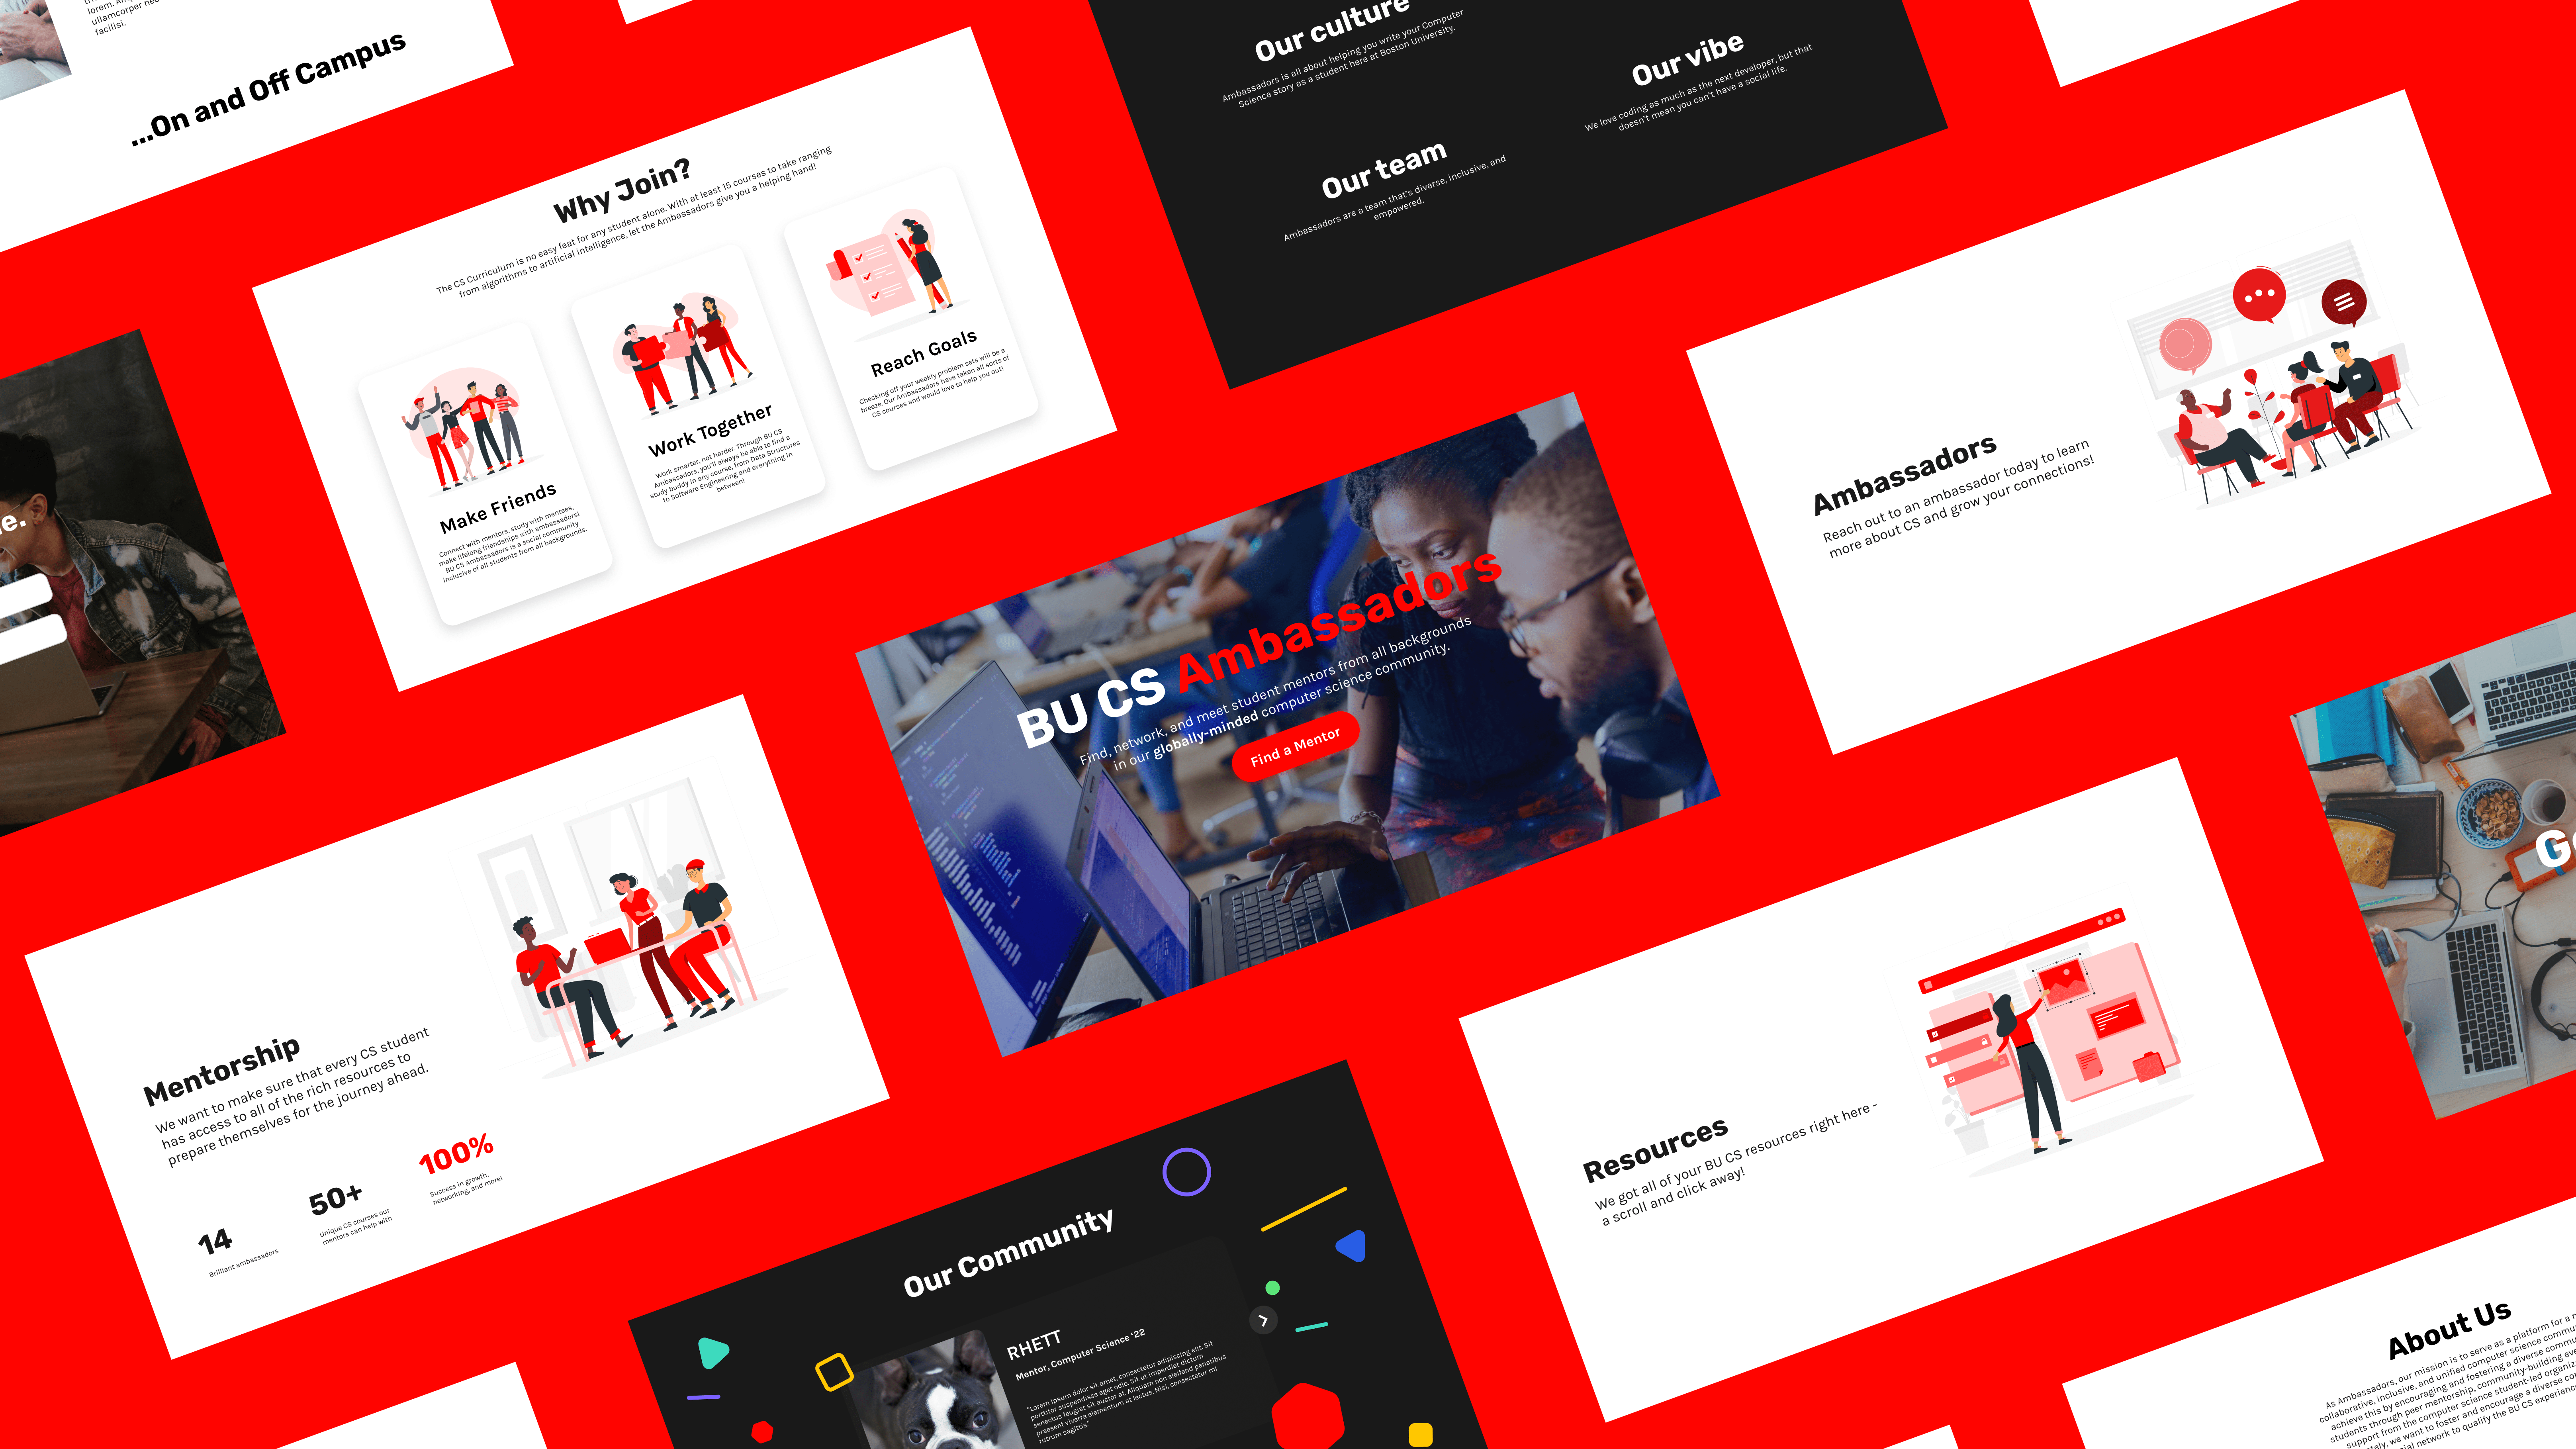 lorem.
ullamcorper nec
facilisi.
...On and Off Campus
Why Join?
The CS Curriculum is no easy feat for any student alone. With at least 15 courses to take ranging
from algorithms to artificial intelligence, let the Ambassadors give you a helping hand!
Make Friends
Connect with mentors, study with mentees,
make lifelong friendships with ambassadors!
BU CS Ambassadors is a social community
inclusive of all students from all backgrounds.
Work Together
Work smarter, not harder. Through BU CS
Ambassadors, you'll always be able to find a
study buddy in any course, from Data Structures
to Software Engineering and everything in
between!
Reach Goals
Checking off your weekly problem sets will be a
breeze. Our Ambassadors have taken all sorts of
CS courses and would love to help you out!
Our culture
Ambassadors is all about helping you write your Computer
Science story as a student here at Boston University.
Our vibe
We love coding as much as the next developer, but that
doesn't mean you can't have a social life.
Our team
Ambassadors are a team that's diverse, inclusive, and
empowered.
Ambassadors
Reach out to an ambassador today to learn
more about CS and grow your connections!
BU CS Ambassadors
Find, network, and meet student mentors from all backgrounds
in our globally-minded computer science community.
Find a Mentor
Mentorship
We want to make sure that every CS student
has access to all of the rich resources to
prepare themselves for the journey ahead.
14
Brilliant ambassadors
50+
Unique CS courses our
mentors can help with
100%
Success in growth,
networking, and more!
Our Community
RHETT
Mentor, Computer Science '22
"Lorem ipsum dolor sit amet, consectetur adipiscing elit. Sit
porttitor suspendisse eget odio. Sit ut imperdiet dictum
senectus feugiat sit auctor at. Aliquam non eleifend penatibus
praesent viverra elementum at lectus. Nisi, consectetur mi
rutrum sagittis."
Resources
We got all of your BU CS resources right here -
a scroll and click away!
About Us
As Ambassadors, our mission is to serve as a platform for a
collaborative, inclusive, and unified computer science
achieve this by encouraging and fostering a diverse
students through peer mentorship, community-building
support from the computer science student-led
we want to foster and encourage a diverse
network to qualify the BU CS